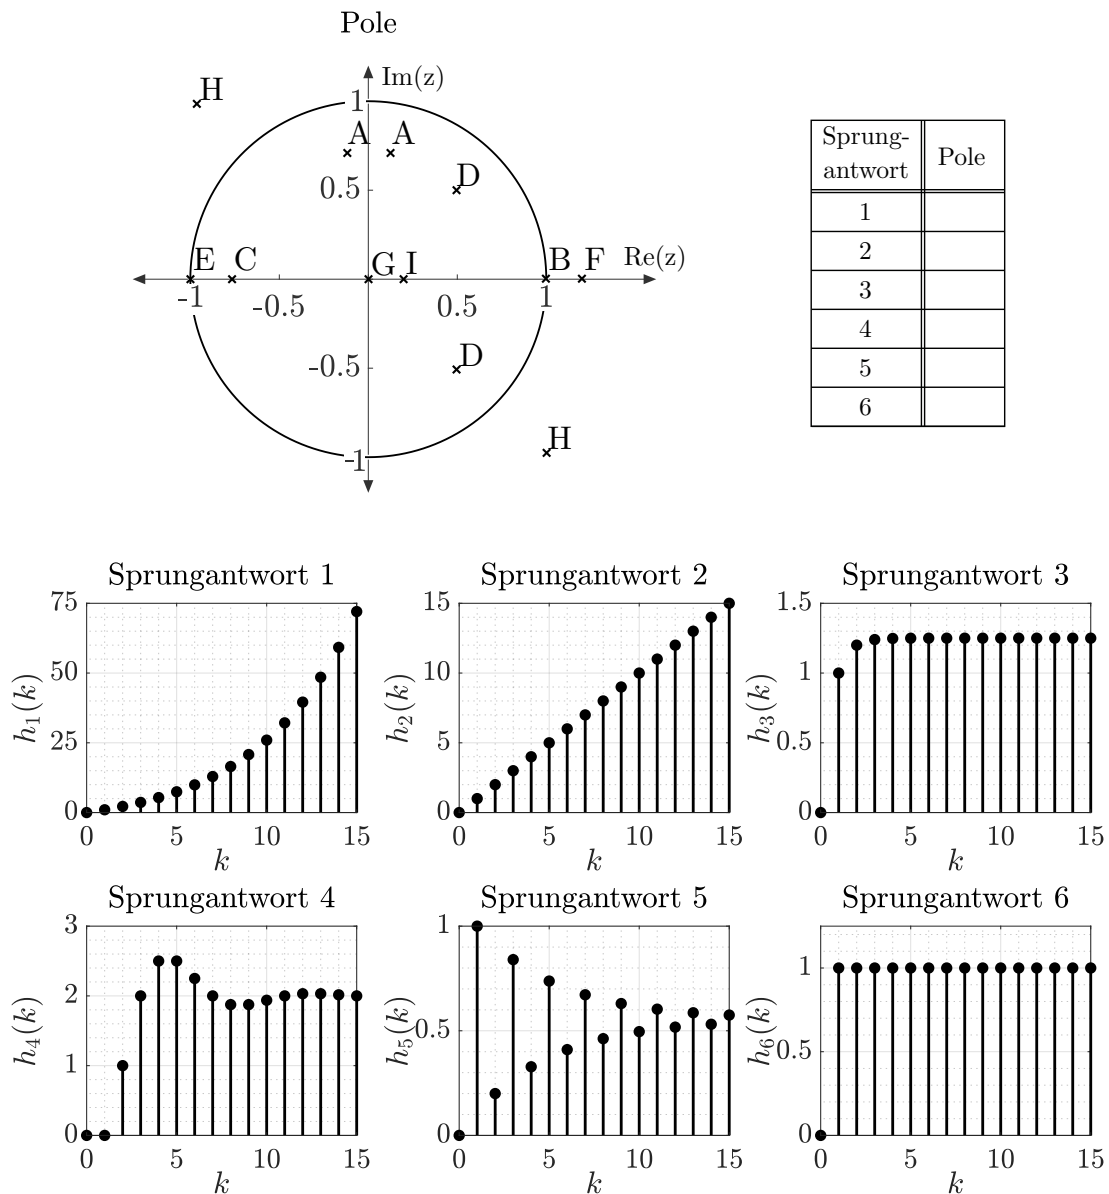 Pole
Im(z)
H
1
A A
D
0.5
E C G I B F Re(z)
-1 -0.5 0.5 1
-0.5
D
H
-1
Sprung-
antwort Pole
1
2
3
4
5
6
Sprungantwort 1
75
50
25
0
h₁(k)
0 5 10 15
k
Sprungantwort 2
15
10
5
0
h₂(k)
0 5 10 15
k
Sprungantwort 3
1.5
1
0.5
0
h₃(k)
0 5 10 15
k
Sprungantwort 4
3
2
1
0
h₄(k)
0 5 10 15
k
Sprungantwort 5
1
0.5
0
h₅(k)
0 5 10 15
k
Sprungantwort 6
1
0.5
0
h₆(k)
0 5 10 15
k